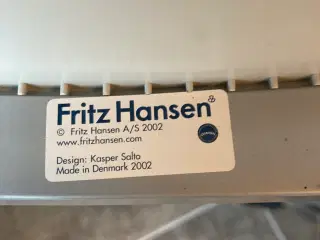 Fritz Hansen
© Fritz Hansen A/S 2002
www.fritzhansen.com
Design: Kasper Salto
Made in Denmark 2002